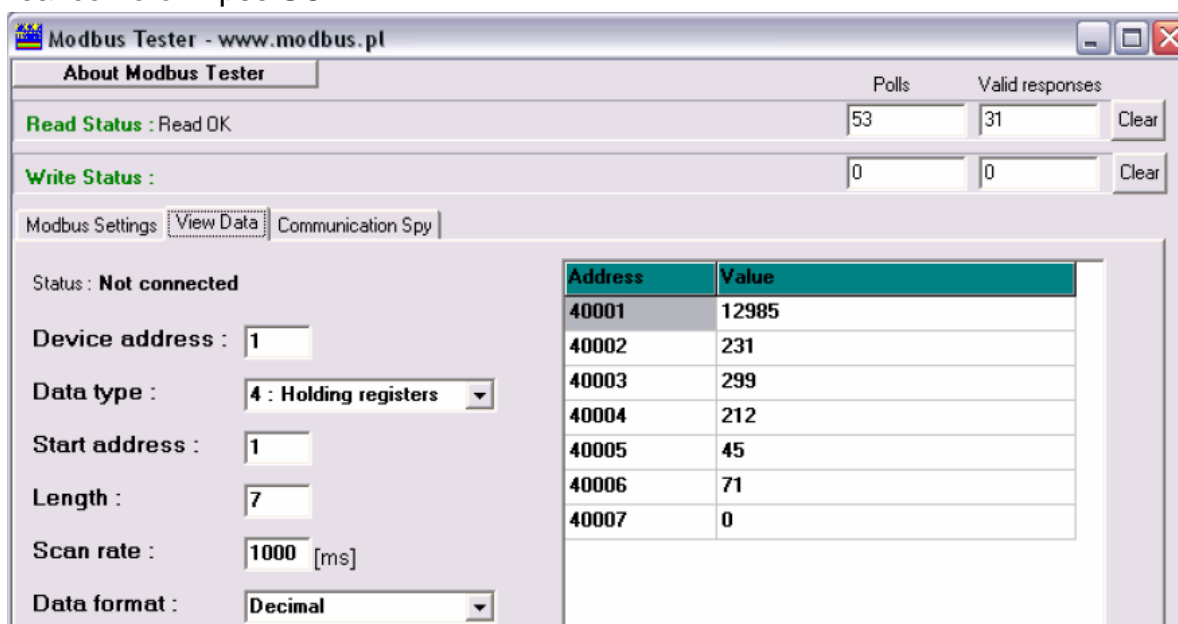 Modbus Tester - www.modbus.pl
About Modbus Tester
Polls Valid responses
Read Status : Read OK 53 31 Clear
Write Status : 0 0 Clear
Modbus Settings View Data Communication Spy
Status : Not connected
Device address : 1
Data type : 4 : Holding registers
Start address : 1
Length : 7
Scan rate : 1000 [ms]
Data format : Decimal
Address Value
40001 12985
40002 231
40003 299
40004 212
40005 45
40006 71
40007 0